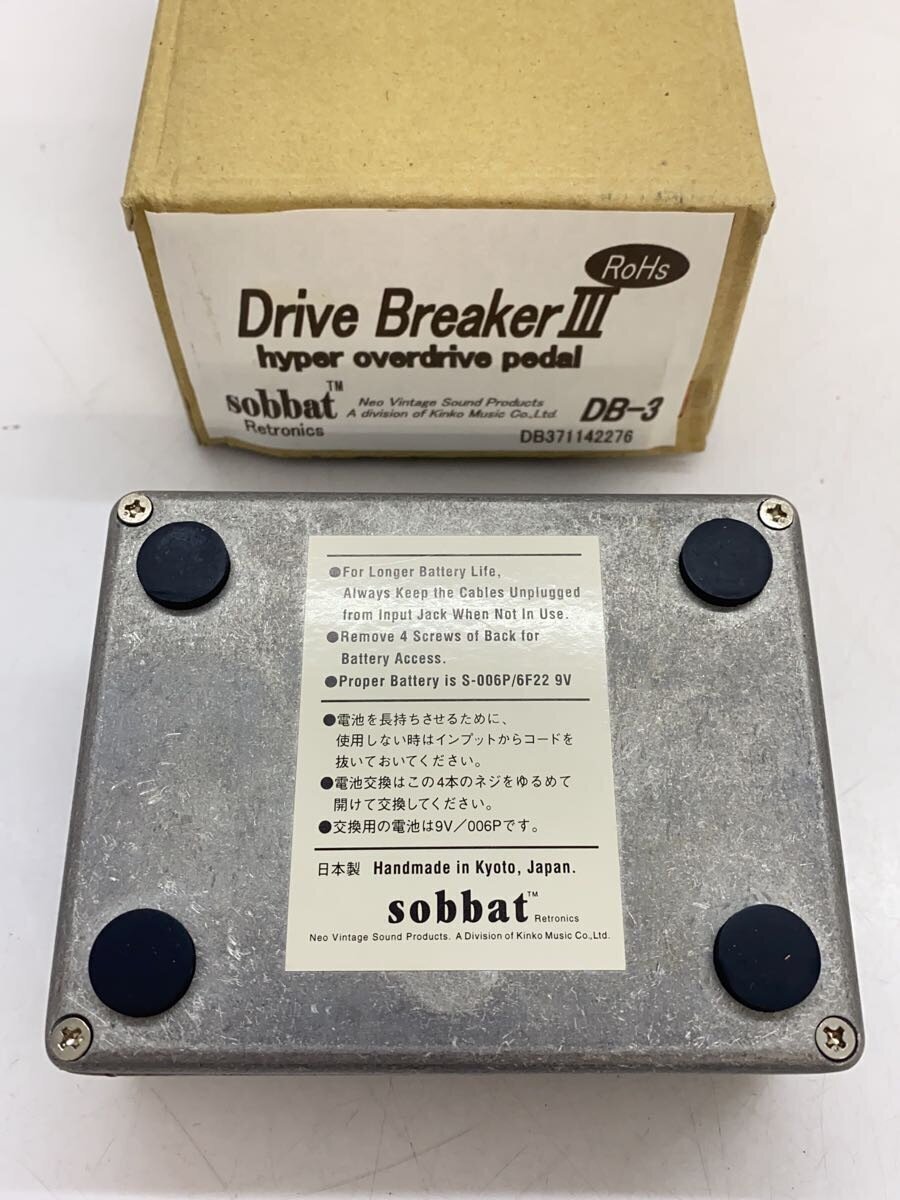 RoHs
Drive Breaker III
hyper overdrive pedal
sobbat™ Neo Vintage Sound Products
Retronics A division of Kinko Music Co.,Ltd. DB-3
DB371142276
●For Longer Battery Life,
Always Keep the Cables Unplugged
from Input Jack When Not In Use.
●Remove 4 Screws of Back for
Battery Access.
●Proper Battery is S-006P/6F22 9V
●電池を長持ちさせるために、
使用しない時はインプットからコードを
抜いておいてください。
●電池交換はこの4本のネジをゆるめて
開けて交換してください。
●交換用の電池は9V／006Pです。
日本製 Handmade in Kyoto, Japan.
sobbat™ Retronics
Neo Vintage Sound Products. A Division of Kinko Music Co.,Ltd.